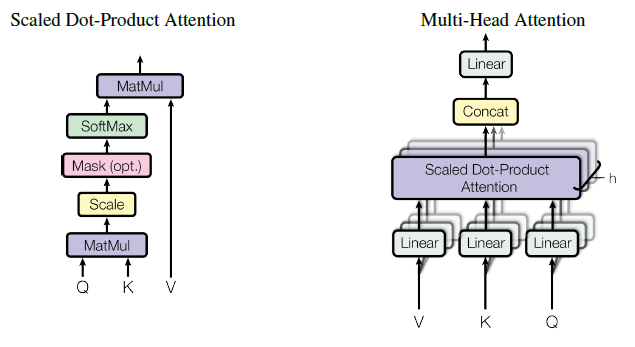 Scaled Dot-Product Attention
MatMul
SoftMax
Mask (opt.)
Scale
MatMul
Q K V
Multi-Head Attention
Linear
Concat
Scaled Dot-Product
Attention
h
Linear Linear Linear
V K Q